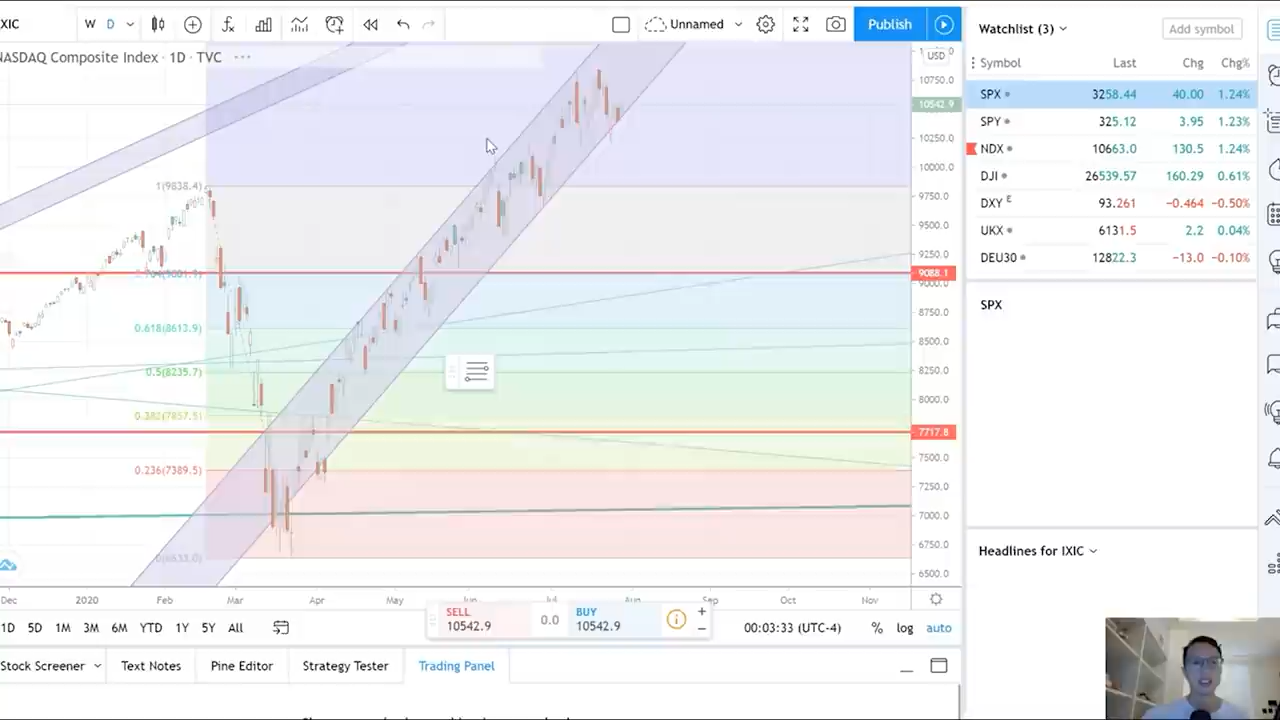 XIC W D Unnamed Publish
NASDAQ Composite Index · 1D · TVC ···
USD
10750.0
10542.9
10250.0
10000.0
1(9838.4)
9750.0
9500.0
9250.0
9088.1
9000.0
8750.0
0.618(8613.9)
8500.0
0.5(8235.7)
8250.0
8000.0
0.382(7857.5)
7717.8
7500.0
0.236(7389.5)
7250.0
7000.0
6750.0
0(6633.0)
6500.0
Dec 2020 Feb Mar Apr May Jun Jul Aug Sep Oct Nov
SELL
10542.9
0.0
BUY
10542.9
+
−
1D 5D 1M 3M 6M YTD 1Y 5Y All
00:03:33 (UTC-4) % log auto
Stock Screener Text Notes Pine Editor Strategy Tester Trading Panel
Watchlist (3) Add symbol
Symbol Last Chg Chg%
SPX 3258.44 40.00 1.24%
SPY 325.12 3.95 1.23%
NDX 10663.0 130.5 1.24%
DJI 26539.57 160.29 0.61%
DXY E 93.261 −0.464 −0.50%
UKX 6131.5 2.2 0.04%
DEU30 12822.3 −13.0 −0.10%
SPX
Headlines for IXIC